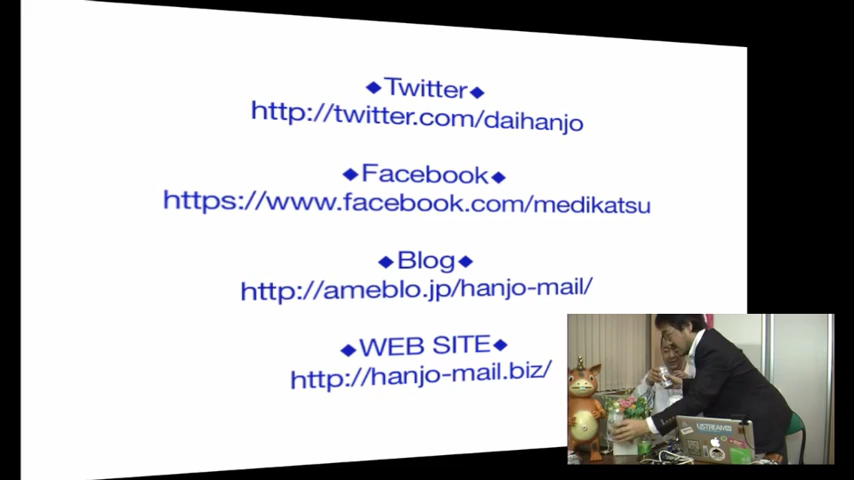 ◆Twitter◆
http://twitter.com/daihanjo
◆Facebook◆
https://www.facebook.com/medikatsu
◆Blog◆
http://ameblo.jp/hanjo-mail/
◆WEB SITE◆
http://hanjo-mail.biz/
USTREAM